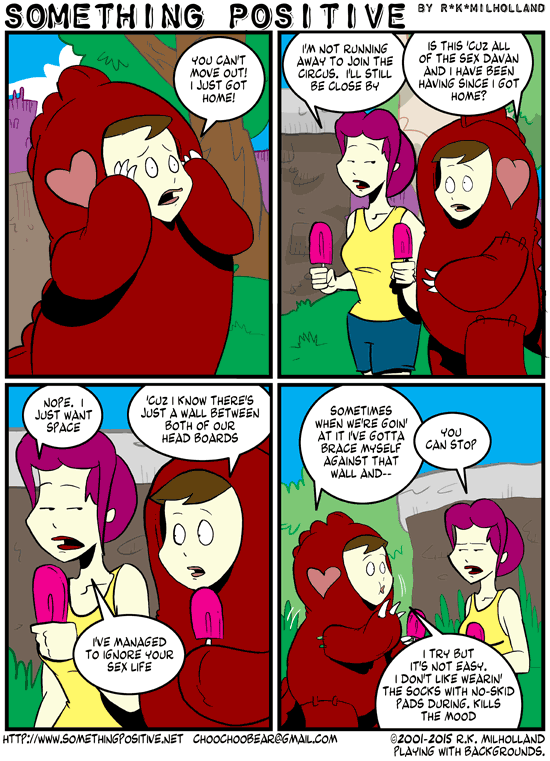 SOMETHING POSITIVE BY R*K*MILHOLLAND
YOU CAN'T
MOVE OUT!
I JUST GOT
HOME!
I'M NOT RUNNING
AWAY TO JOIN THE
CIRCUS. I'LL STILL
BE CLOSE BY
IS THIS 'CUZ ALL
OF THE SEX DAVAN
AND I HAVE BEEN
HAVING SINCE I GOT
HOME?
NOPE. I
JUST WANT
SPACE
'CUZ I KNOW THERE'S
JUST A WALL BETWEEN
BOTH OF OUR
HEAD BOARDS
I'VE MANAGED
TO IGNORE YOUR
SEX LIFE
SOMETIMES
WHEN WE'RE GOIN'
AT IT I'VE GOTTA
BRACE MYSELF
AGAINST THAT
WALL AND--
YOU
CAN STOP
I TRY BUT
IT'S NOT EASY.
I DON'T LIKE WEARIN'
THE SOCKS WITH NO-SKID
PADS DURING. KILLS
THE MOOD
HTTP://WWW.SOMETHINGPOSITIVE.NET CHOOCHOOBEAR@GMAIL.COM
©2001-2015 R.K. MILHOLLAND
PLAYING WITH BACKGROUNDS.